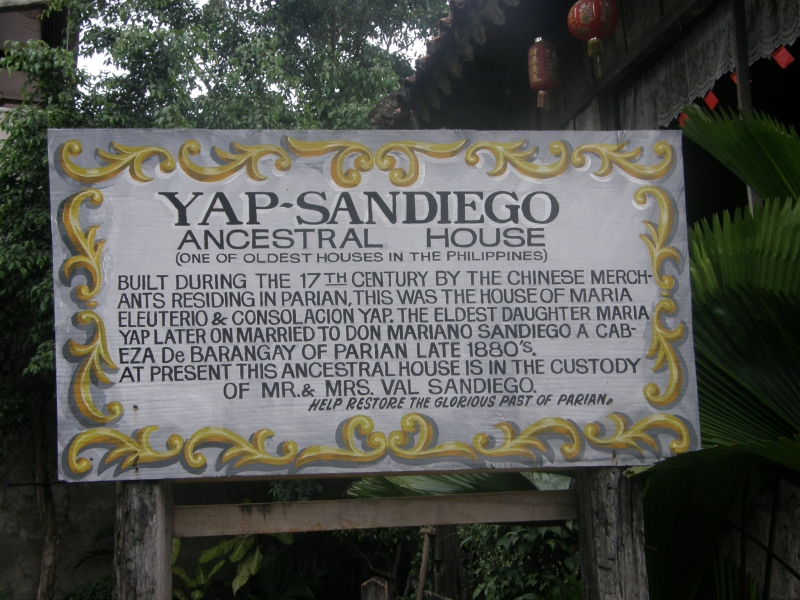 YAP-SANDIEGO
ANCESTRAL HOUSE
(ONE OF OLDEST HOUSES IN THE PHILIPPINES)
BUILT DURING THE 17TH CENTURY BY THE CHINESE MERCH-
ANTS RESIDING IN PARIAN, THIS WAS THE HOUSE OF MARIA
ELEUTERIO & CONSOLACION YAP. THE ELDEST DAUGHTER MARIA
YAP LATER ON MARRIED TO DON MARIANO SANDIEGO A CAB-
EZA De BARANGAY OF PARIAN LATE 1880'S.
AT PRESENT THIS ANCESTRAL HOUSE IS IN THE CUSTODY
OF MR.& MRS. VAL SANDIEGO.
HELP RESTORE THE GLORIOUS PAST OF PARIAN.